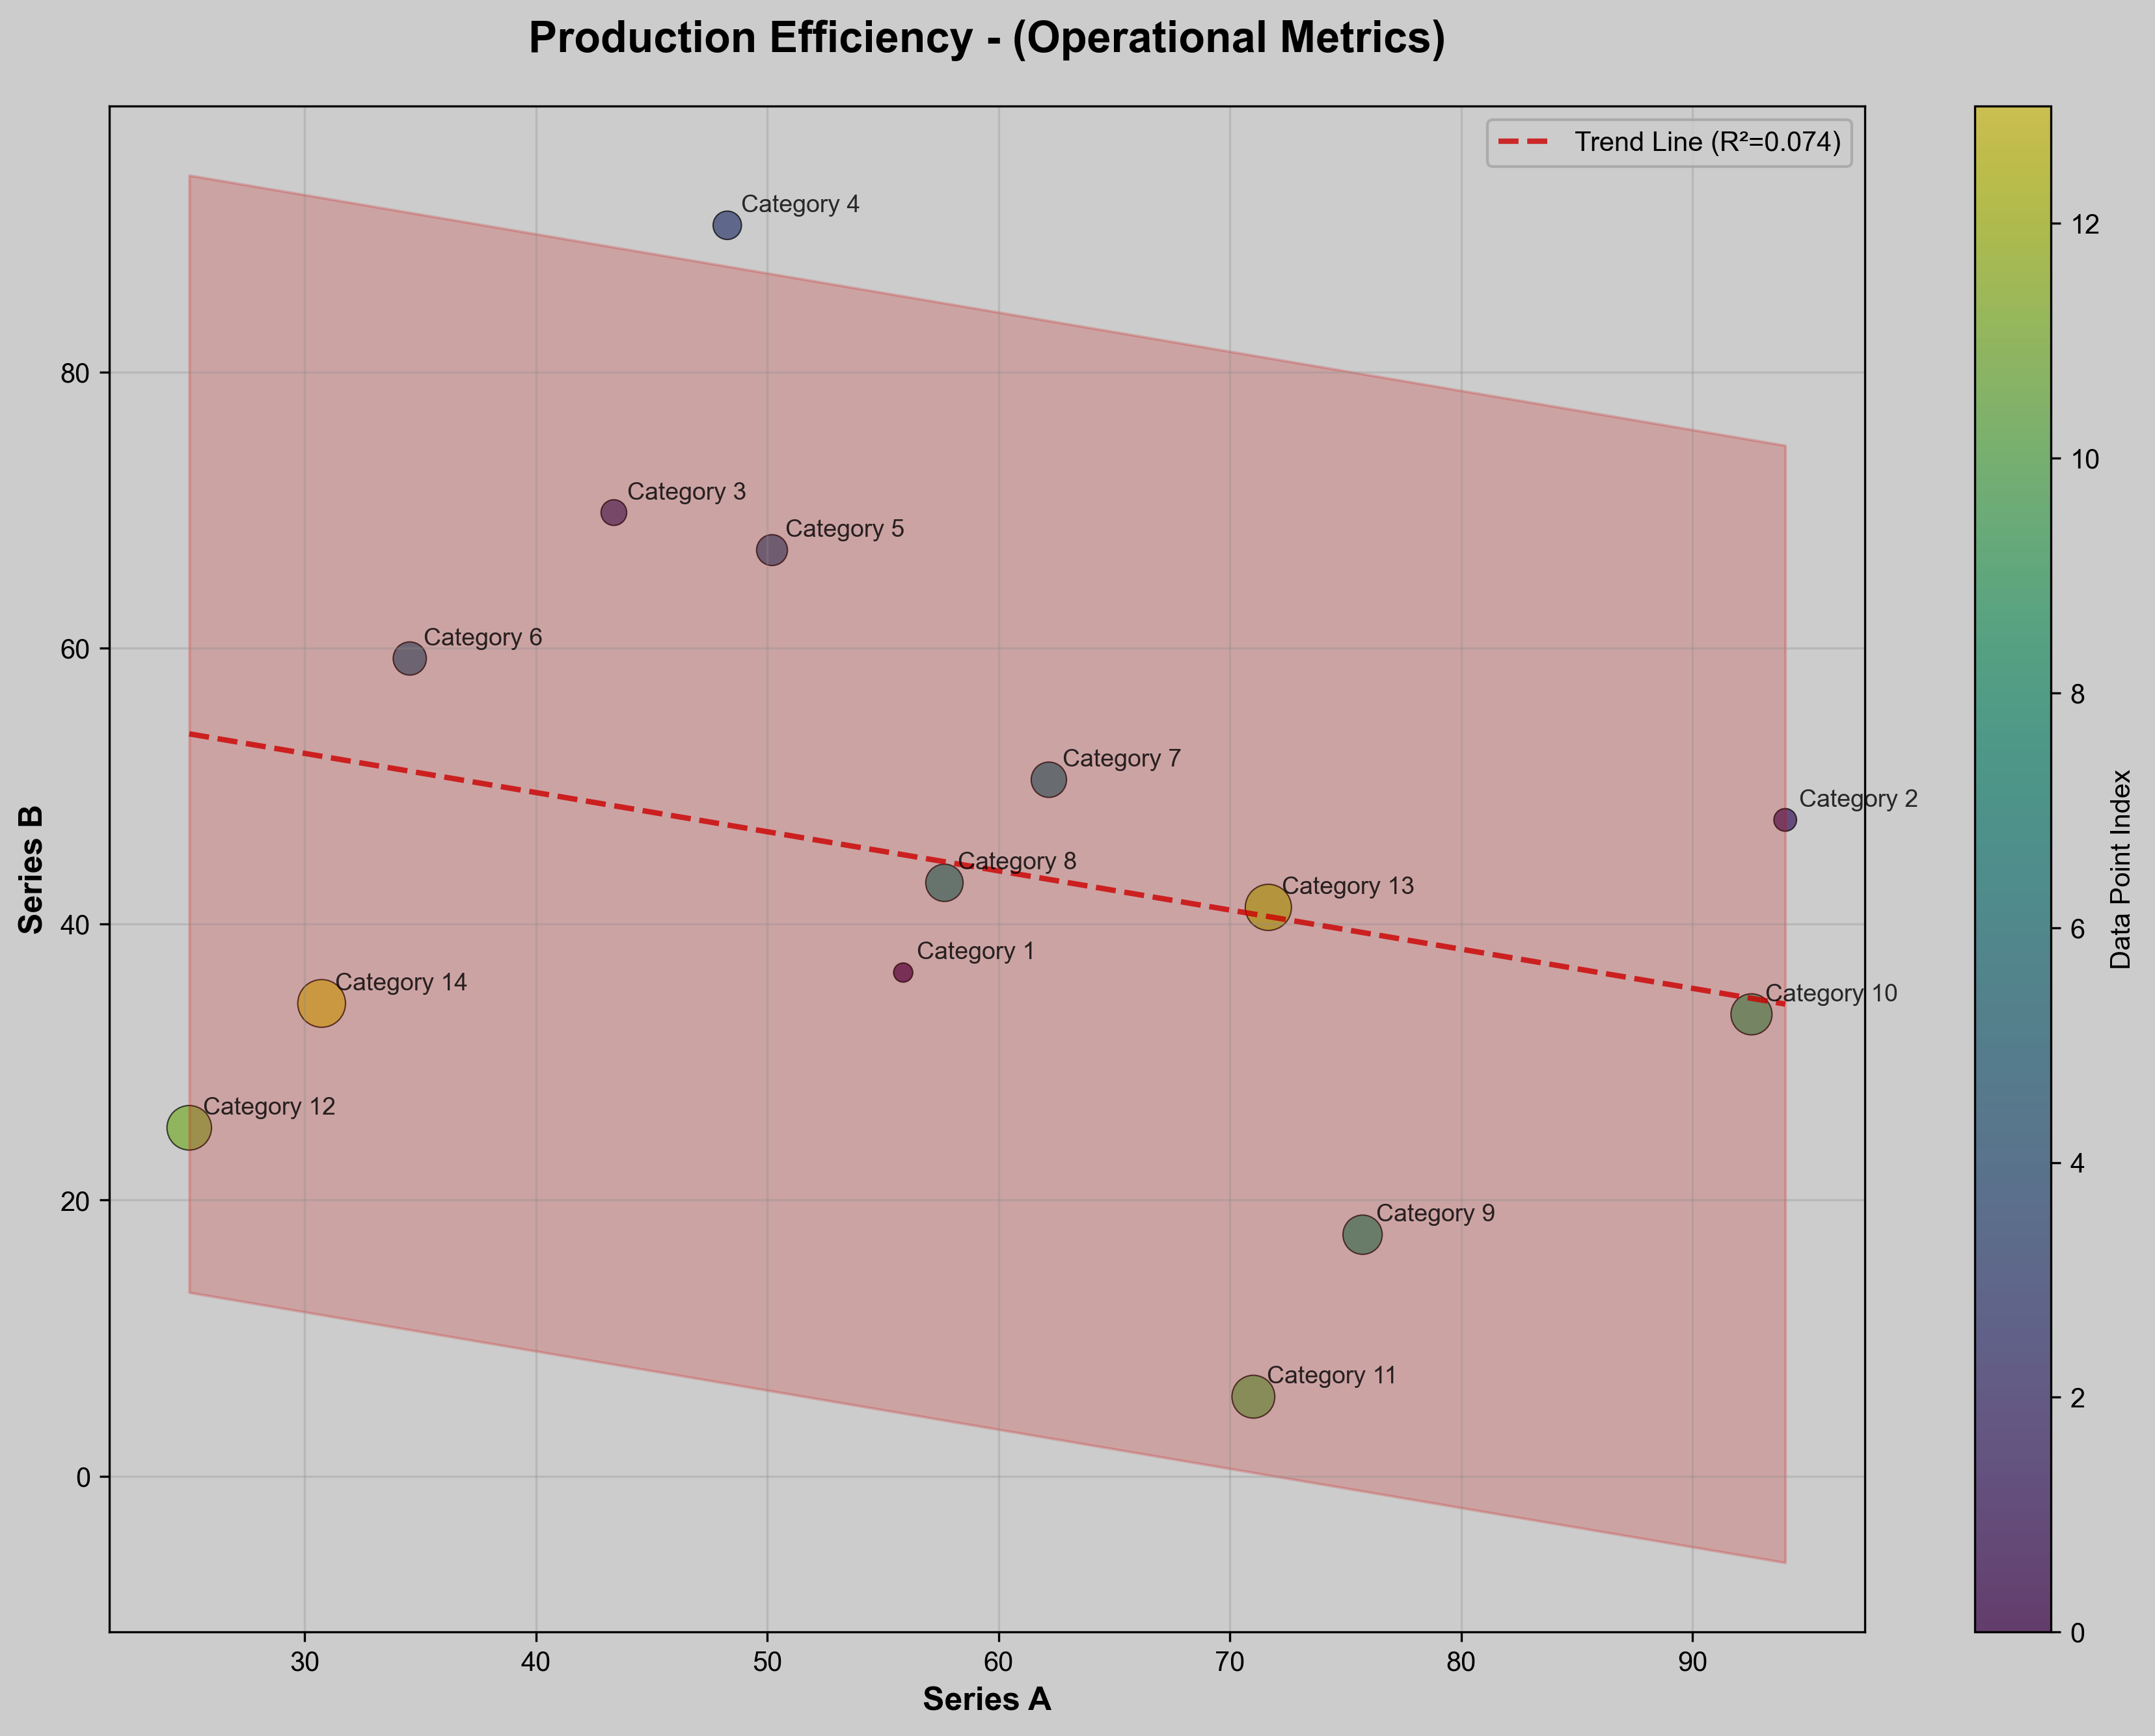 Production Efficiency - (Operational Metrics)
Trend Line (R²=0.074)
Category 4
Category 3
Category 5
Category 6
Category 7
Category 2
Category 8
Category 13
Category 1
Category 14
Category 10
Category 12
Category 9
Category 11
80
60
40
20
0
Series B
30
40
50
60
70
80
90
Series A
12
10
8
6
4
2
0
Data Point Index